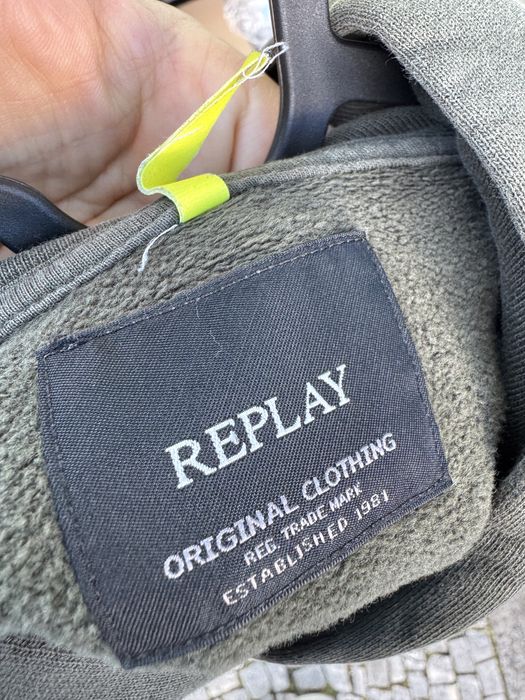 REPLAY
ORIGINAL CLOTHING
REG. TRADE MARK
ESTABLISHED 1981